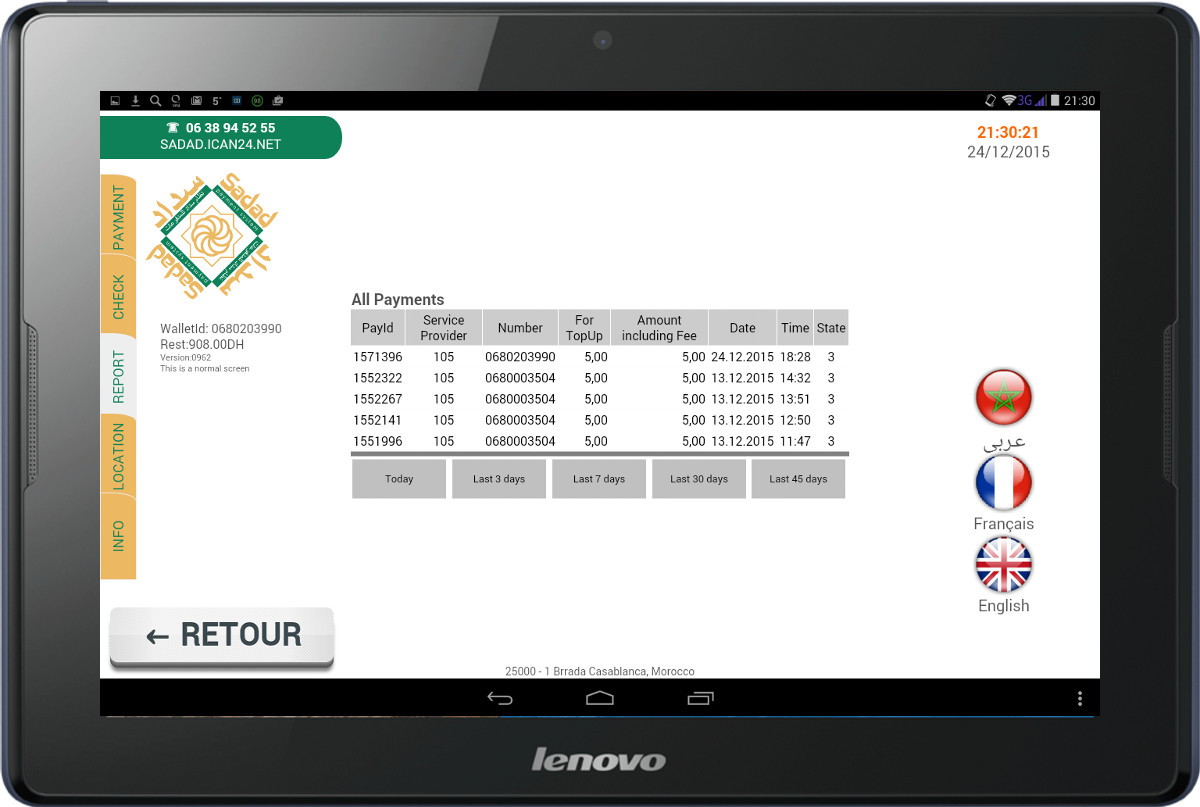 5°
98
3G
21:30
06 38 94 52 55
SADAD.ICAN24.NET
21:30:21
24/12/2015
PAYMENT
CHECK
REPORT
LOCATION
INFO
Sadad
سداد
Sadad
سداد
WalletId: 0680203990
Rest:908.00DH
Version:0962
This is a normal screen
All Payments
PayId Service Provider Number For TopUp Amount including Fee Date Time State
1571396 105 0680203990 5,00 5,00 24.12.2015 18:28 3
1552322 105 0680003504 5,00 5,00 13.12.2015 14:32 3
1552267 105 0680003504 5,00 5,00 13.12.2015 13:51 3
1552141 105 0680003504 5,00 5,00 13.12.2015 12:50 3
1551996 105 0680003504 5,00 5,00 13.12.2015 11:47 3
Today Last 3 days Last 7 days Last 30 days Last 45 days
عربى
Français
English
← RETOUR
25000 - 1 Brrada Casablanca, Morocco
lenovo